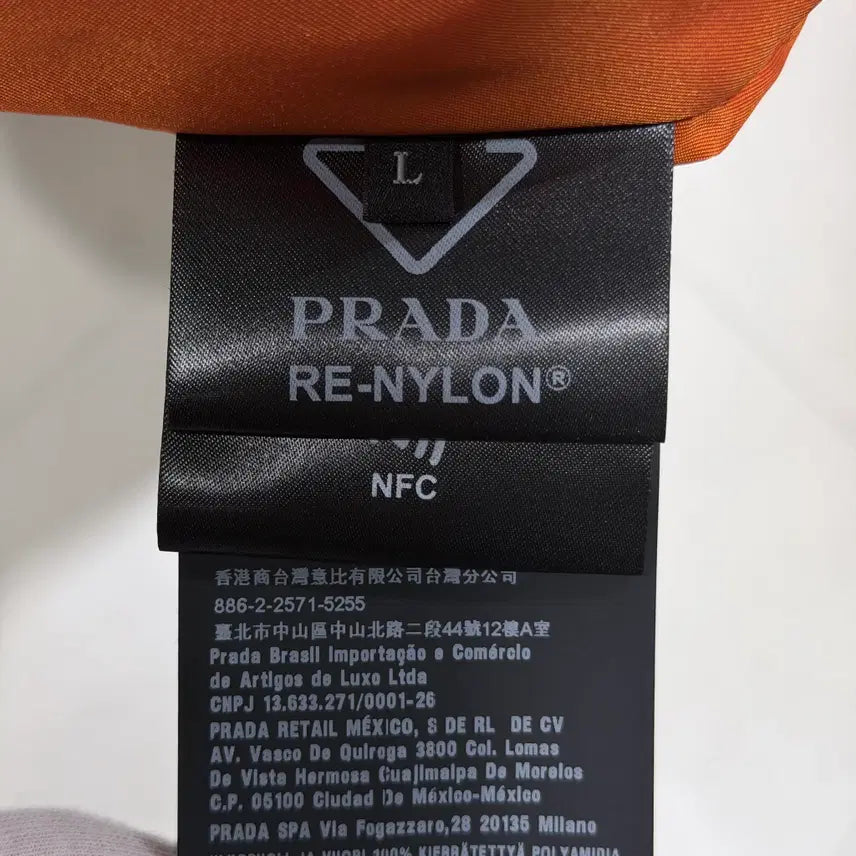 L
PRADA
RE-NYLON®
NFC
香港商台灣意比有限公司台灣分公司
886-2-2571-5255
臺北市中山區中山北路二段44號12樓A室
Prada Brasil Importação e Comércio
de Artigos de Luxo Ltda
CNPJ 13.633.271/0001-26
PRADA RETAIL MÉXICO, S DE RL DE CV
AV. Vasco De Quiroga 3800 Col. Lomas
De Vista Hermosa Cuajimalpa De Morelos
C.P. 05100 Ciudad De México-México
PRADA SPA Via Fogazzaro,28 20135 Milano
100% KIERRÄTETTYÄ POLYAMIDIA